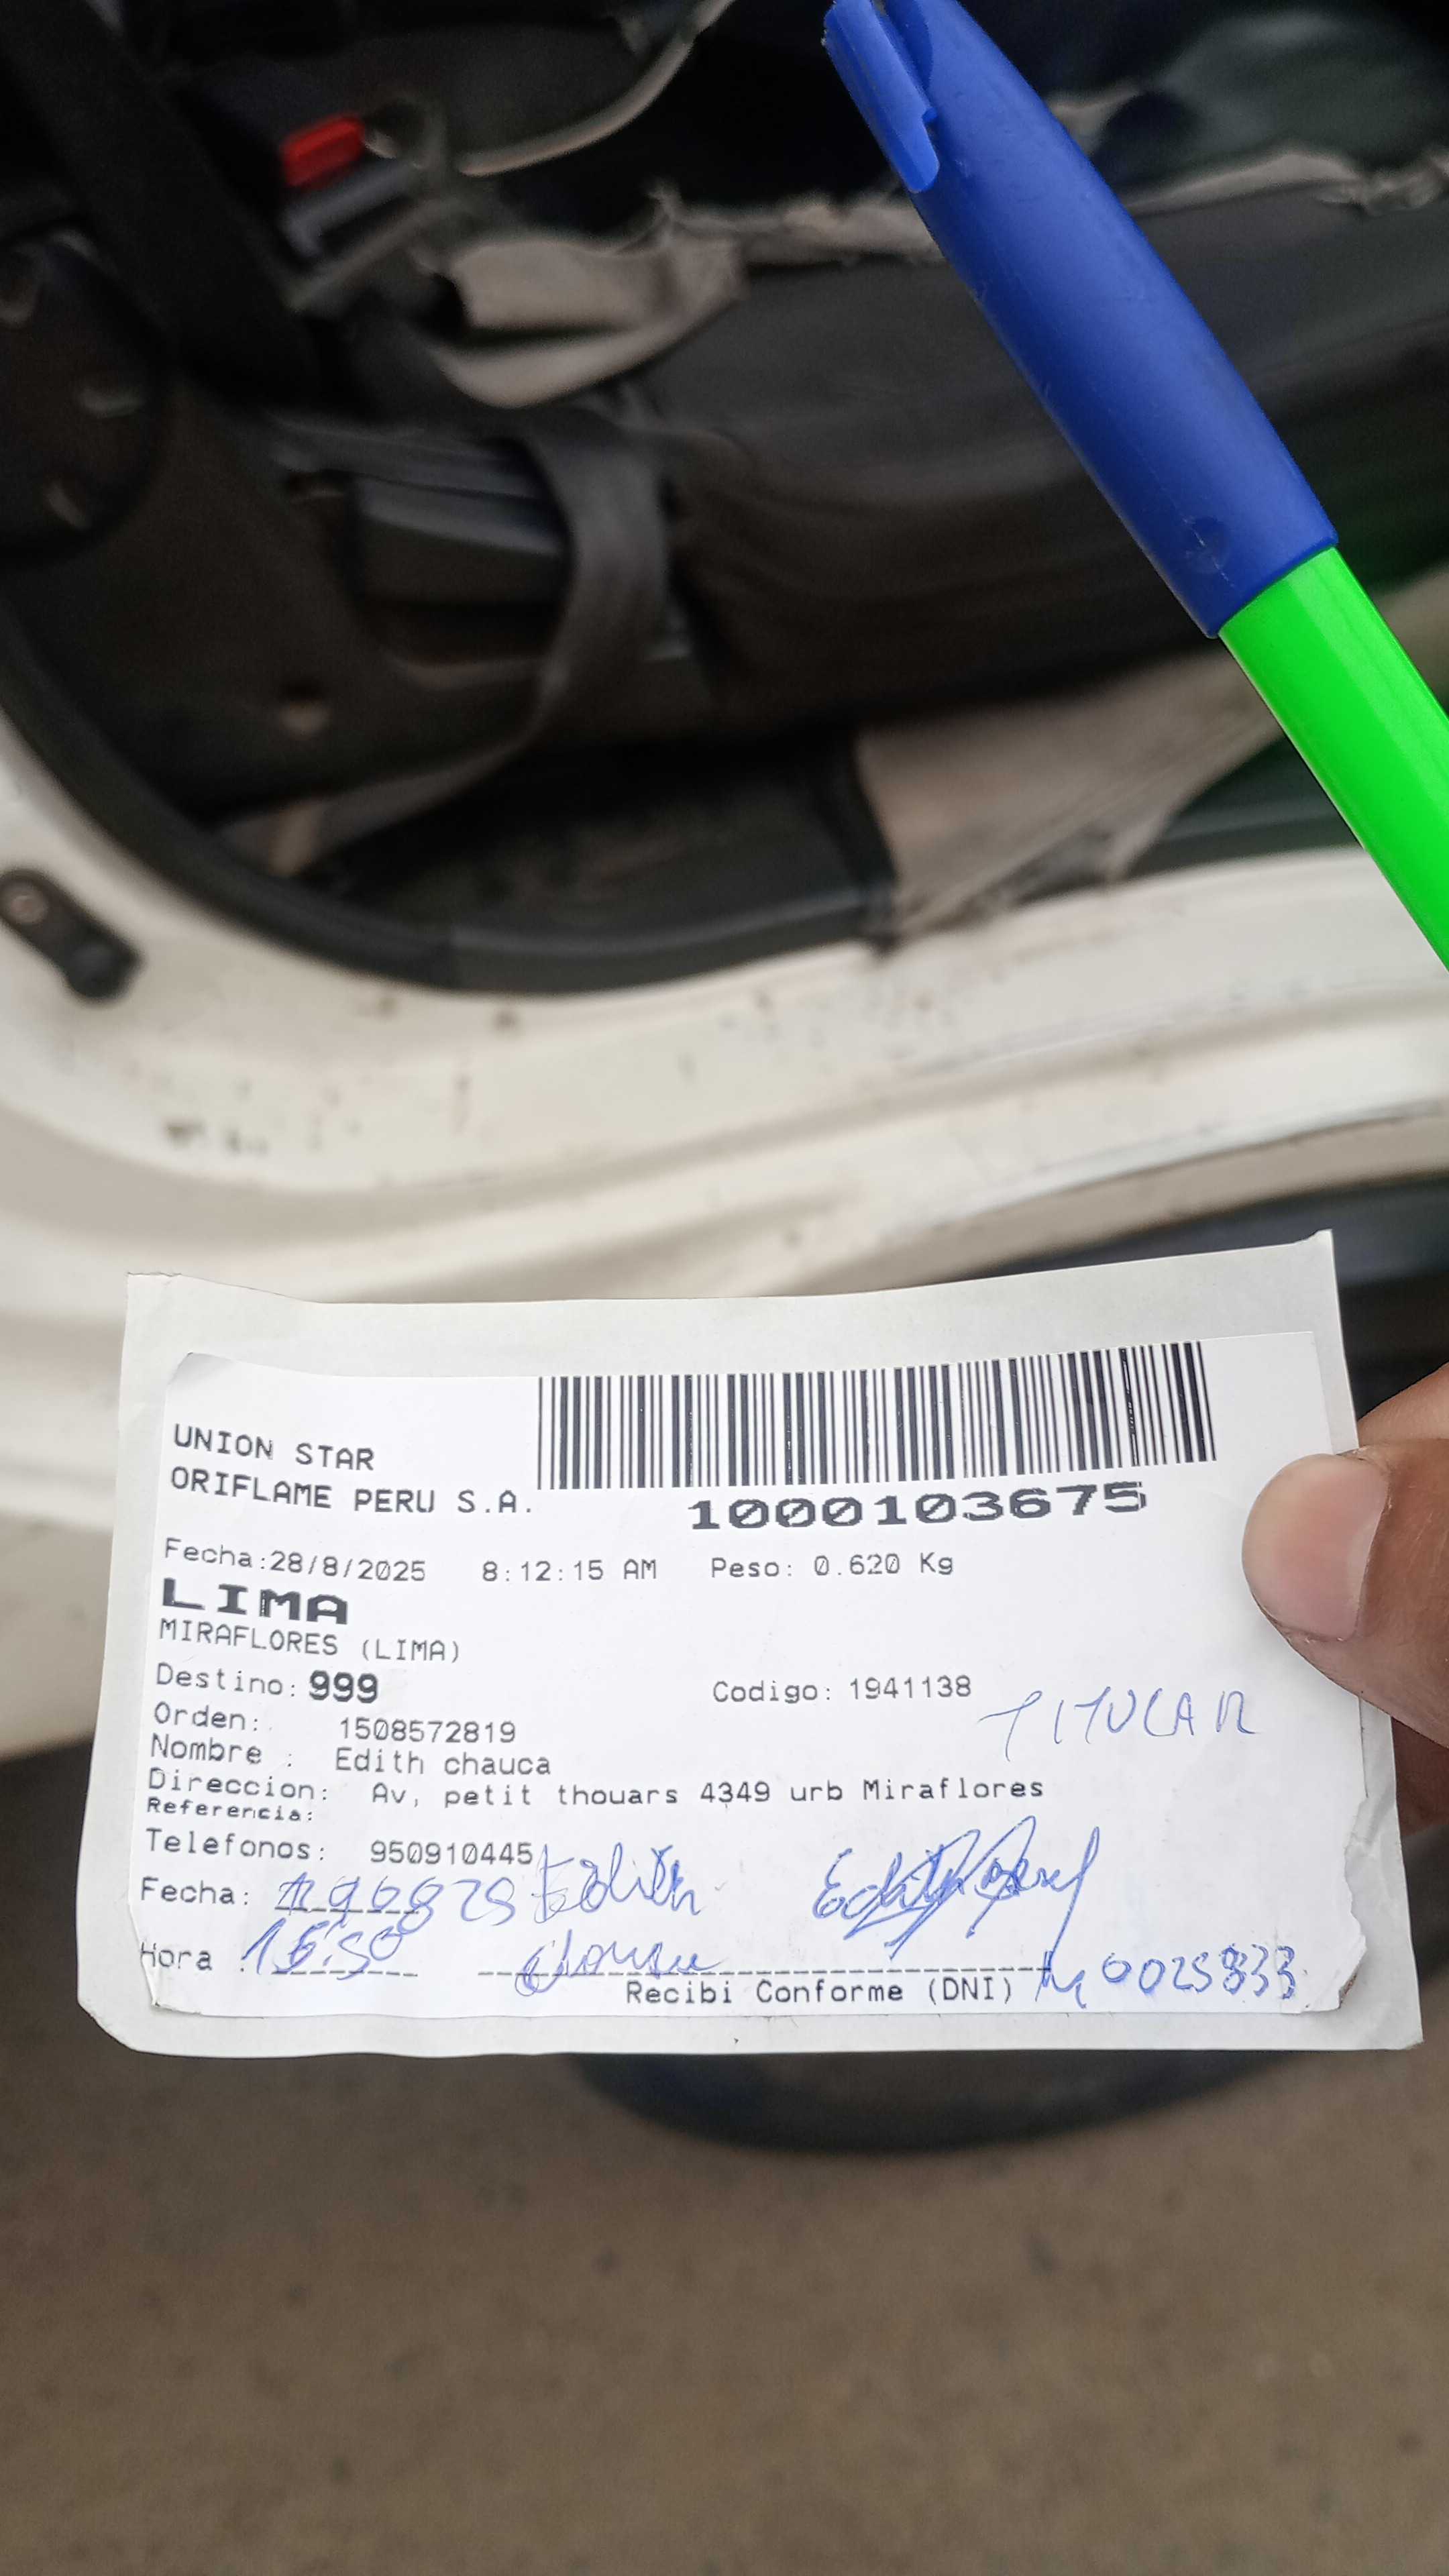 UNION STAR
ORIFLAME PERU S.A.
1000103675
Fecha:28/8/2025 8:12:15 AM Peso: 0.620 Kg
LIMA
MIRAFLORES (LIMA)
Destino: 999 Codigo: 1941138
TITULAR
Orden: 1508572819
Nombre : Edith chauca
Direccion: Av, petit thouars 4349 urb Miraflores
Referencia:
Telefonos: 950910445
Edith
Fecha:
Hora :
Recibi Conforme (DNI)